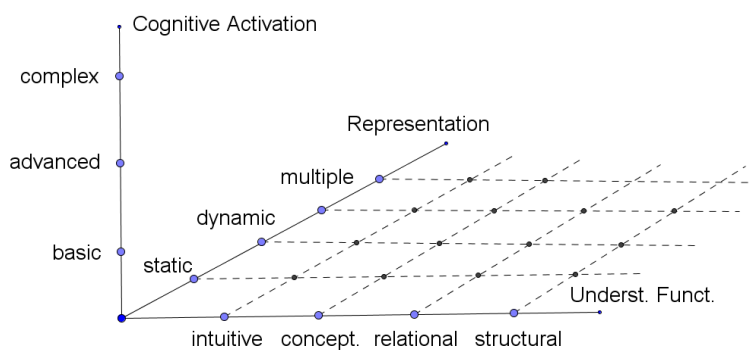 Cognitive Activation
complex
Representation
advanced
multiple
dynamic
basic
static
Underst. Funct.
intuitive concept. relational structural